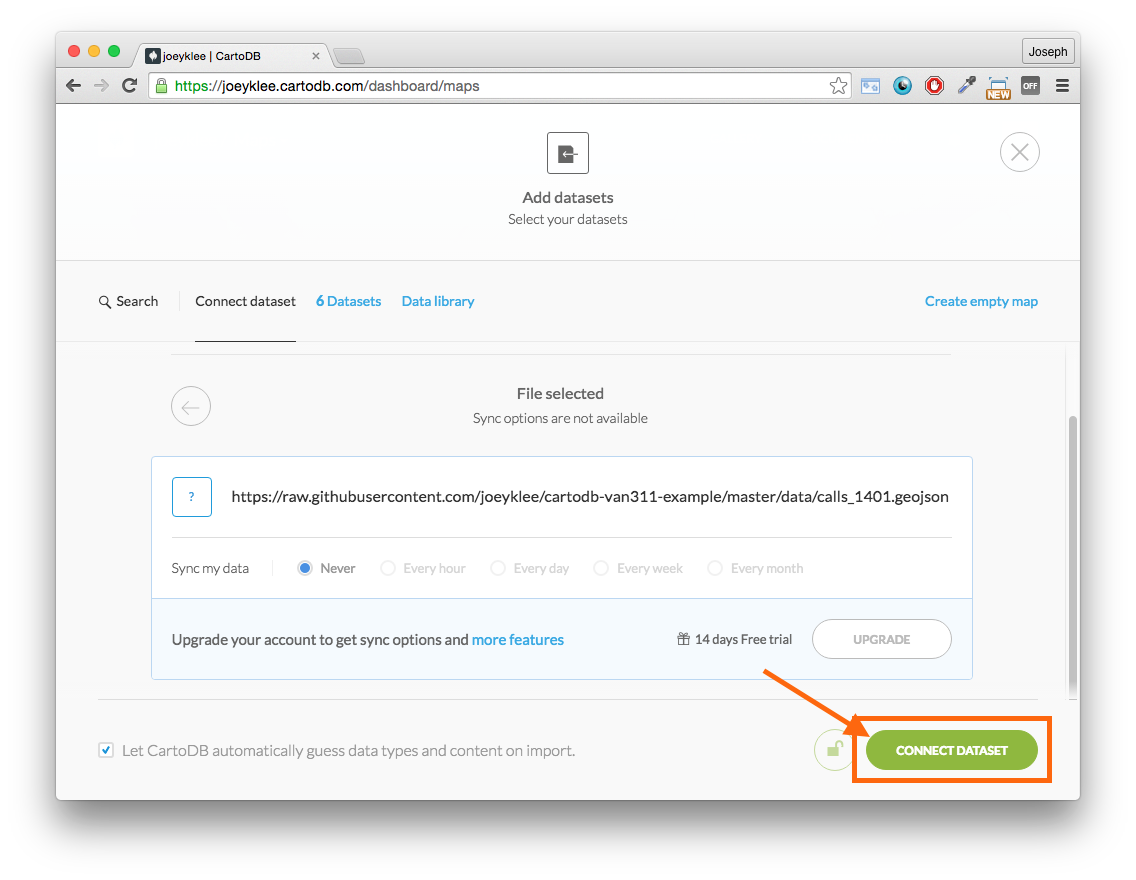 joeyklee | CartoDB
Joseph
https://joeyklee.cartodb.com/dashboard/maps
NEW
OFF
Add datasets
Select your datasets
Search
Connect dataset
6 Datasets
Data library
Create empty map
File selected
Sync options are not available
?
https://raw.githubusercontent.com/joeyklee/cartodb-van311-example/master/data/calls_1401.geojson
Sync my data
Never
Every hour
Every day
Every week
Every month
Upgrade your account to get sync options and more features
14 days Free trial
UPGRADE
Let CartoDB automatically guess data types and content on import.
CONNECT DATASET